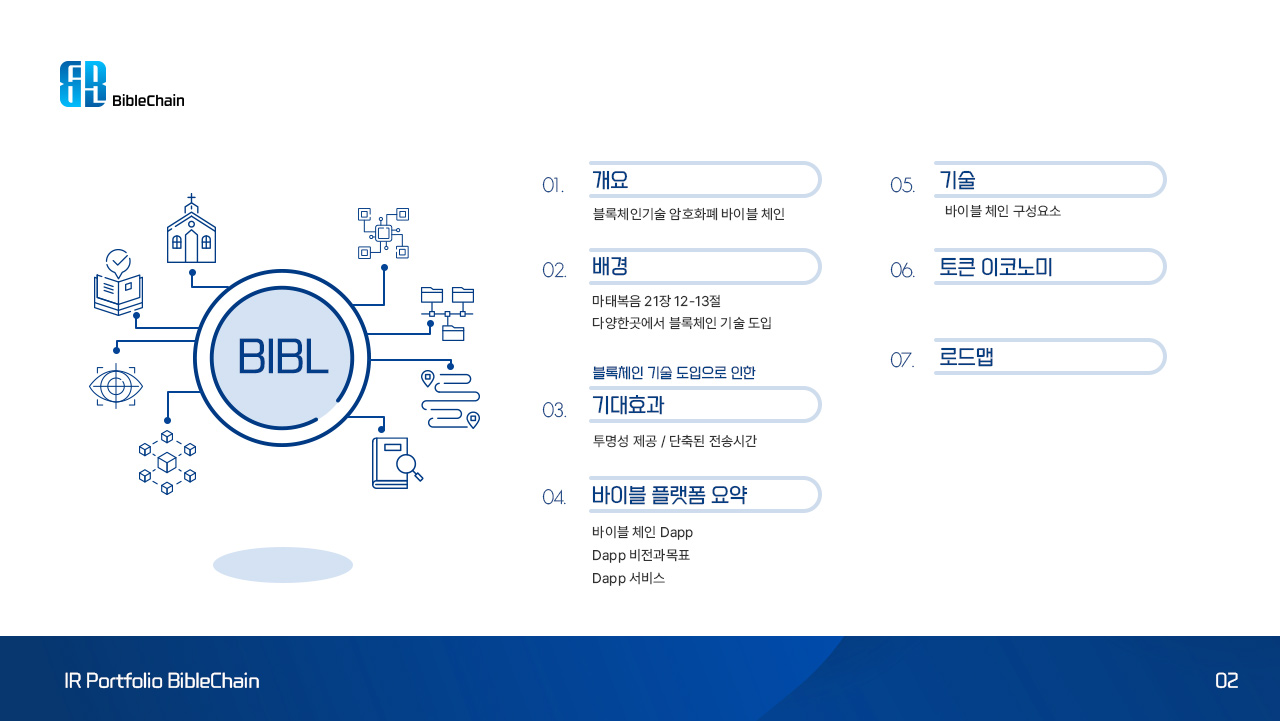 BibleChain
BIBL
01.
개요
블록체인기술 암호화폐 바이블 체인
02.
배경
마태복음 21장 12-13절
다양한곳에서 블록체인 기술 도입
블록체인 기술 도입으로 인한
03.
기대효과
투명성 제공 / 단축된 전송시간
04.
바이블 플랫폼 요약
바이블 체인 Dapp
Dapp 비전과목표
Dapp 서비스
05.
기술
바이블 체인 구성요소
06.
토큰 이코노미
07.
로드맵
IR Portfolio BibleChain
02